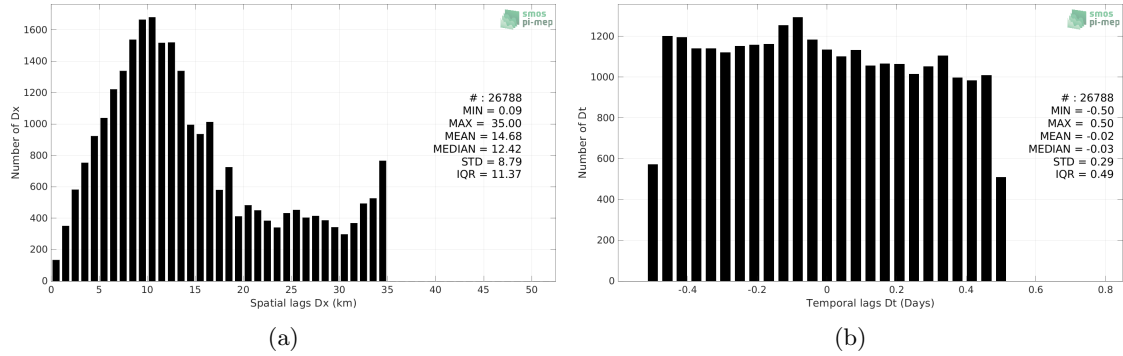 1600
1400
1200
1000
800
600
400
200
0
Number of Dx
smos
pi-mep
# : 26788
MIN = 0.09
MAX = 35.00
MEAN = 14.68
MEDIAN = 12.42
STD = 8.79
IQR = 11.37
0 5 10 15 20 25 30 35 40 45 50
Spatial lags Dx (km)
(a)
1200
1000
800
600
400
200
0
Number of Dt
smos
pi-mep
# : 26788
MIN = -0.50
MAX = 0.50
MEAN = -0.02
MEDIAN = -0.03
STD = 0.29
IQR = 0.49
-0.4 -0.2 0 0.2 0.4 0.6 0.8
Temporal lags Dt (Days)
(b)